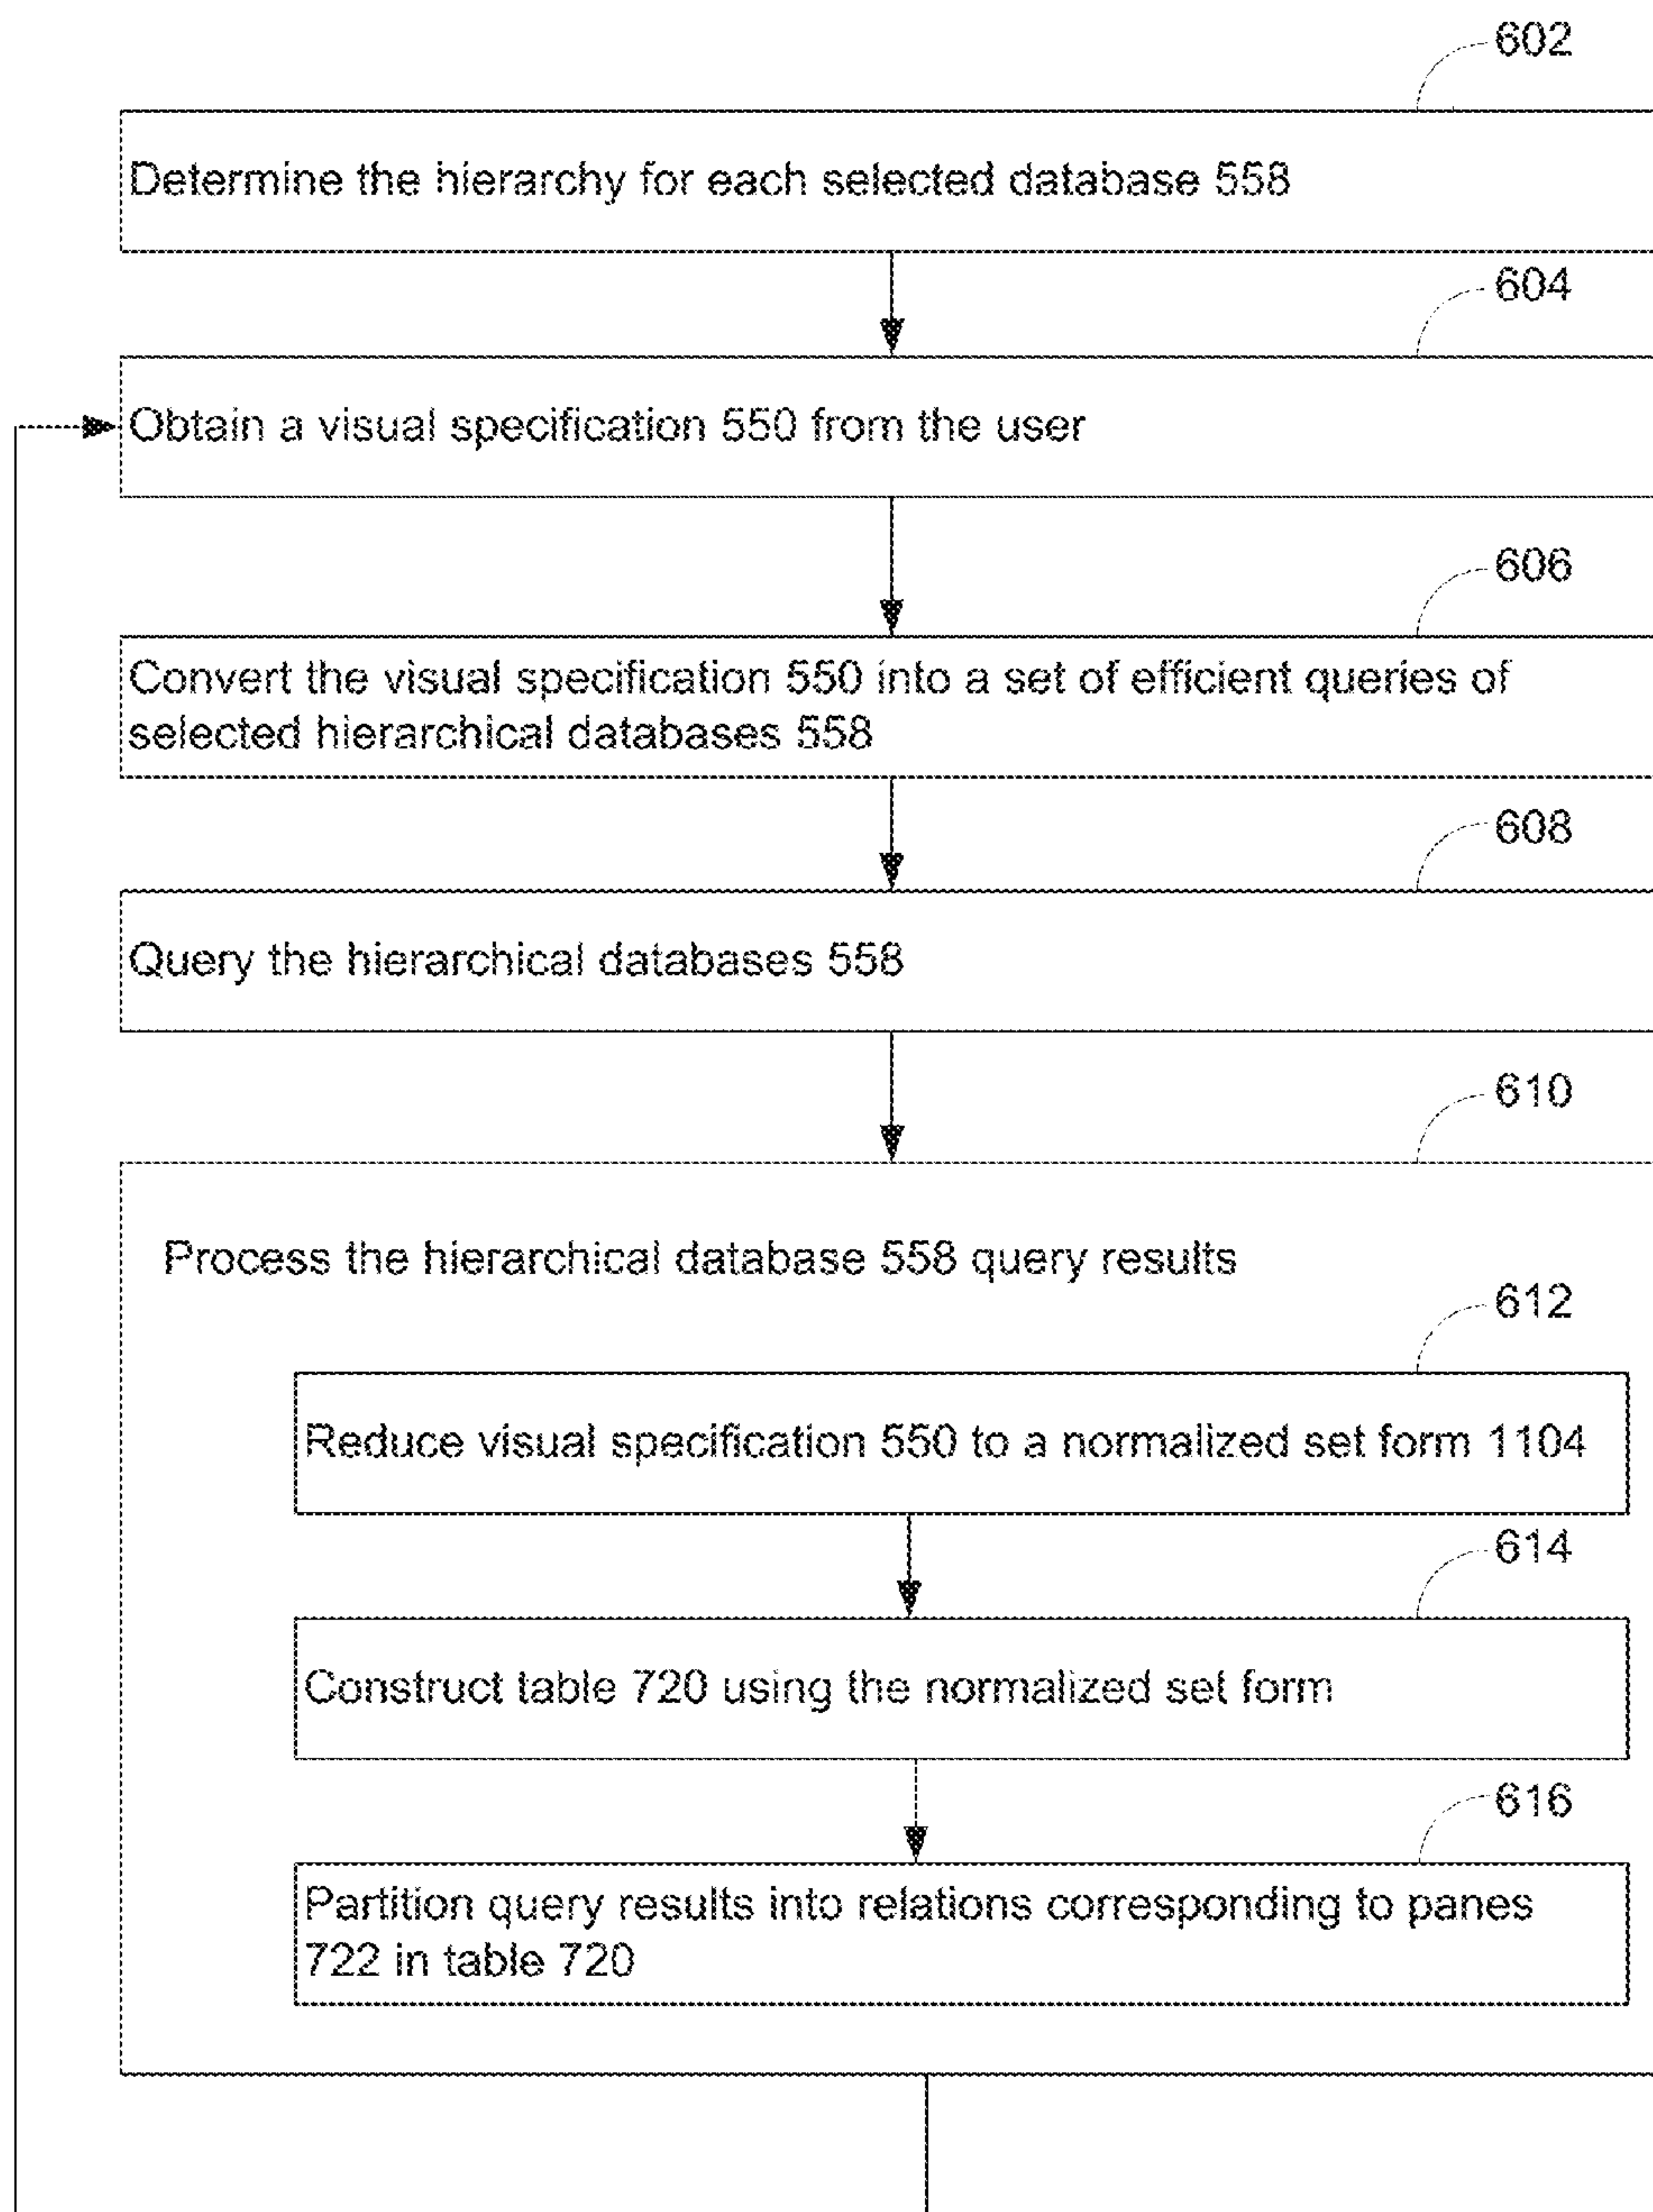 602
Determine the hierarchy for each selected database 558
604
Obtain a visual specification 550 from the user
606
Convert the visual specification 550 into a set of efficient queries of
selected hierarchical databases 558
608
Query the hierarchical databases 558
610
Process the hierarchical database 558 query results
612
Reduce visual specification 550 to a normalized set form 1104
614
Construct table 720 using the normalized set form
616
Partition query results into relations corresponding to panes
722 in table 720